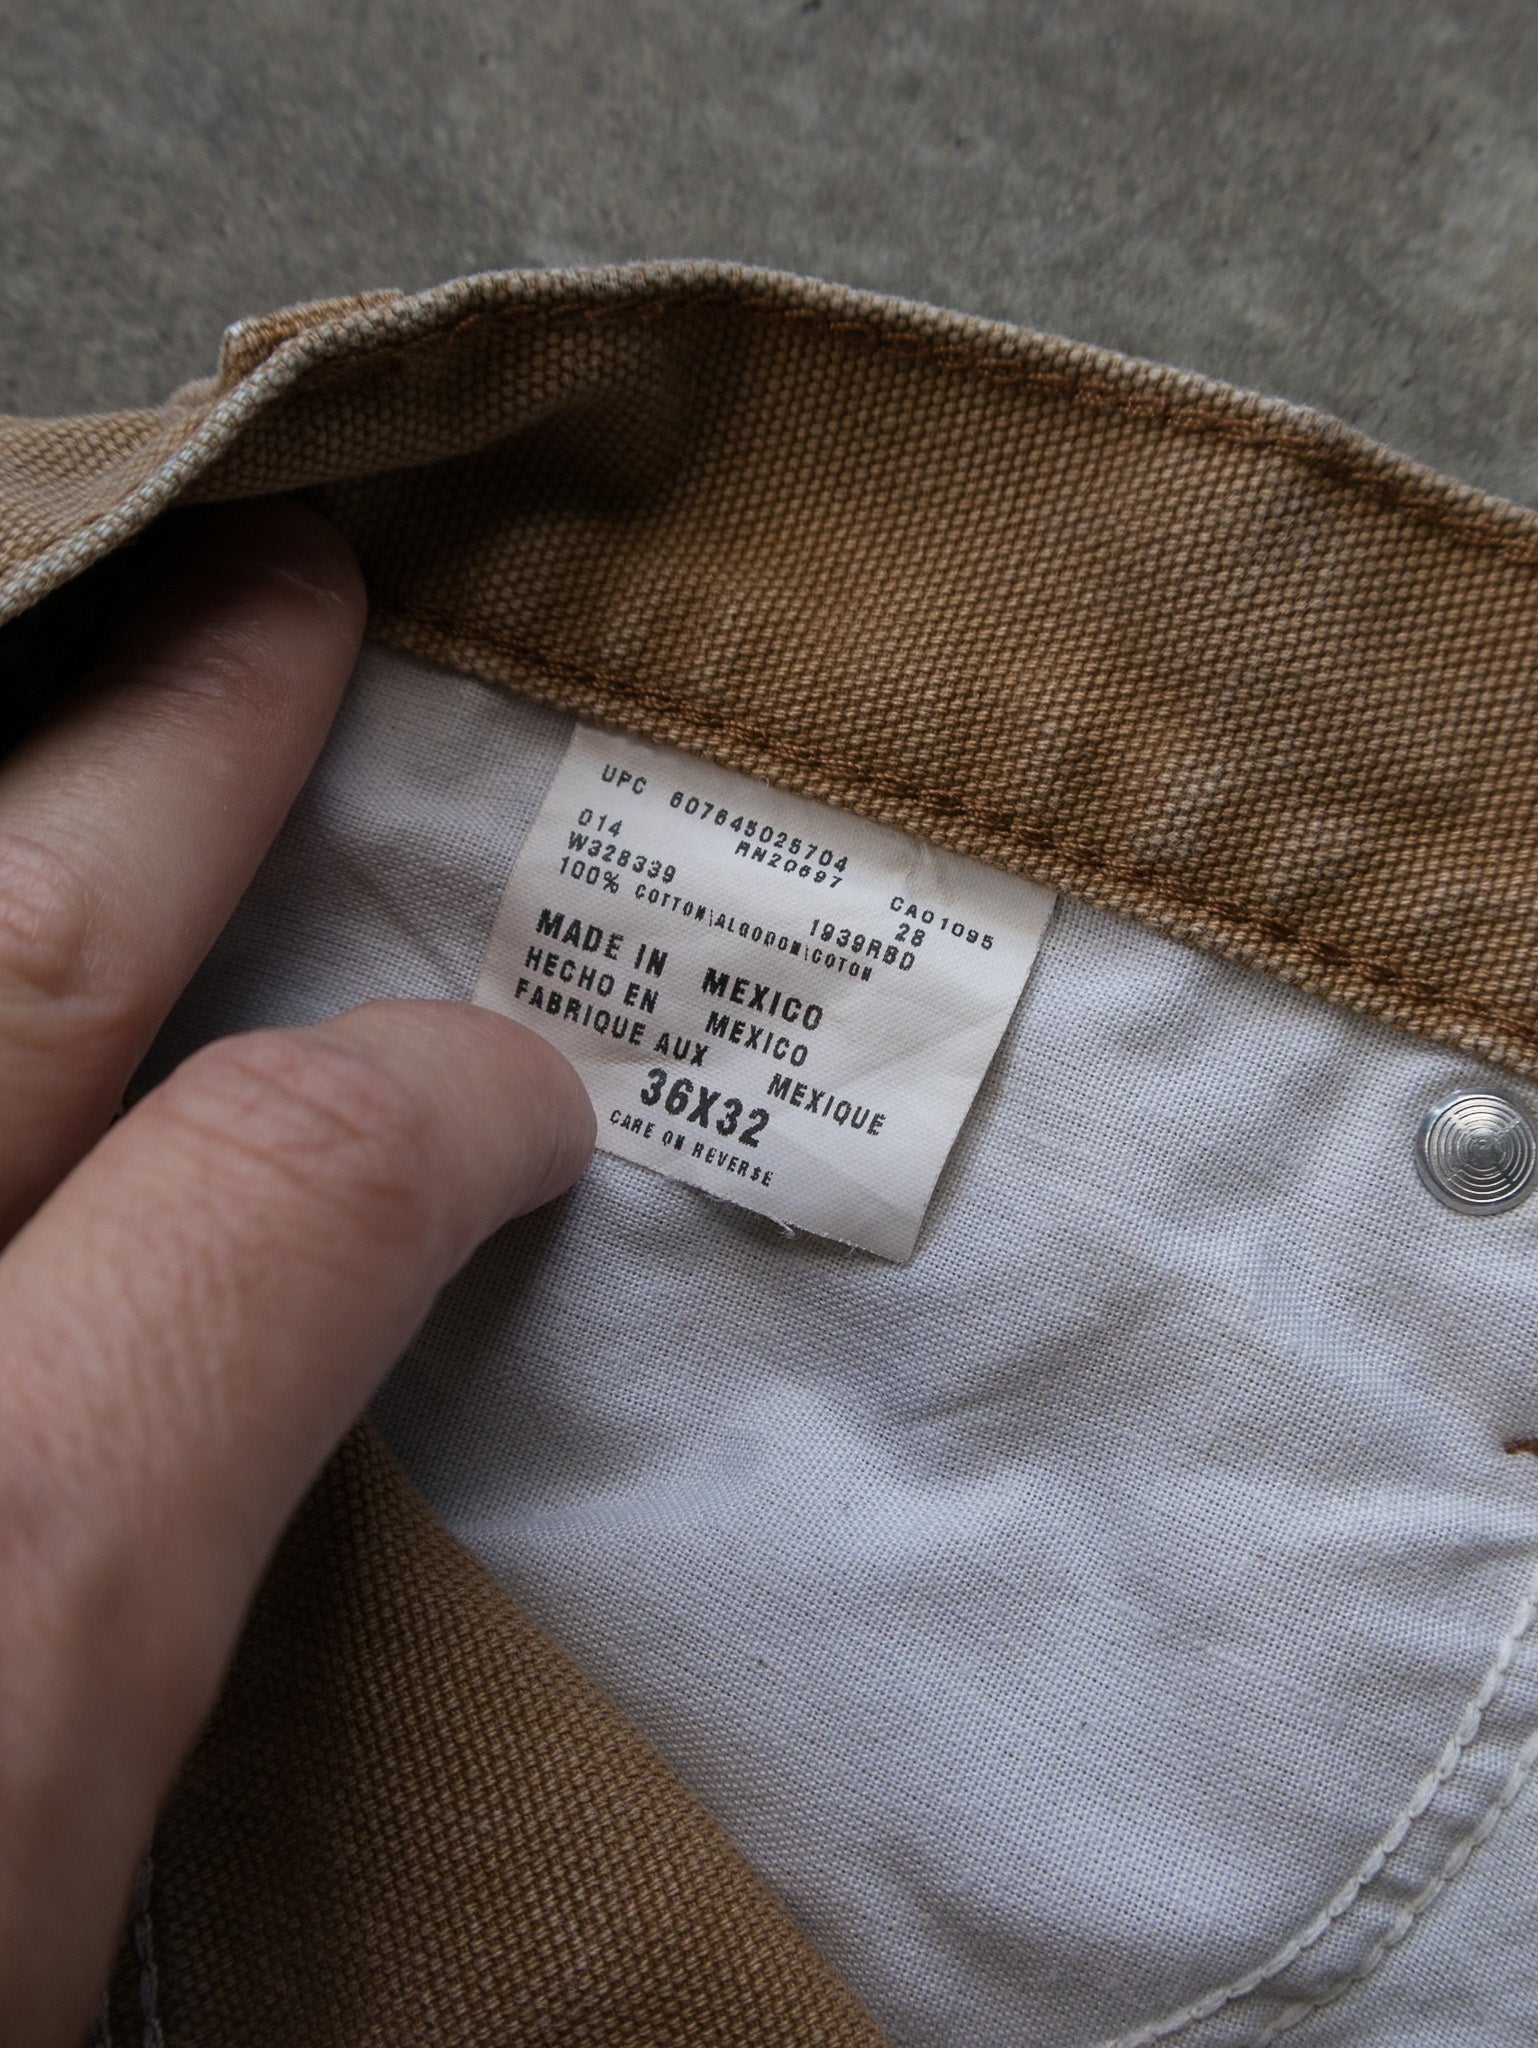 UPC 607645025704
014 RN20697 CA01095
W328339 1939RBD 28
100% COTTON\ALGODON\COTON
MADE IN MEXICO
HECHO EN MEXICO
FABRIQUE AUX MEXIQUE
36X32
CARE ON REVERSE